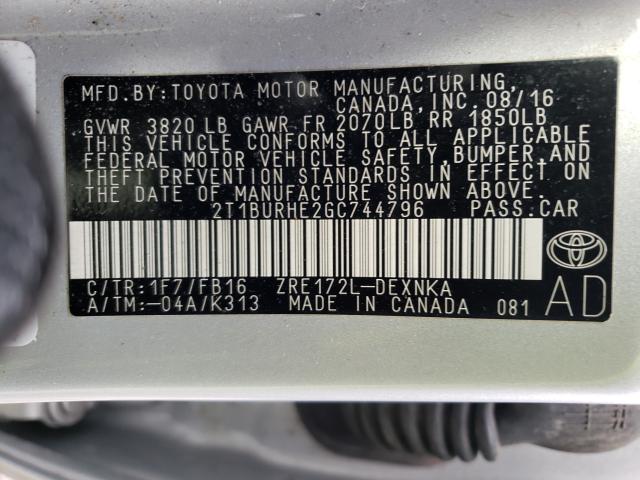 MFD.BY:TOYOTA MOTOR MANUFACTURING,
CANADA, INC. 08/16
GVWR 3820 LB GAWR FR 2070LB, RR 1850LB
THIS VEHICLE CONFORMS TO ALL APPLICABLE
FEDERAL MOTOR VEHICLE SAFETY, BUMPER, AND
THEFT PREVENTION STANDARDS IN EFFECT ON
THE DATE OF MANUFACTURE SHOWN ABOVE.
2T1BURHE2GC744796 PASS.CAR
C/TR:1F7/FB16 ZRE172L-DEXNKA
A/TM:-04A/K313 MADE IN CANADA 081
AD